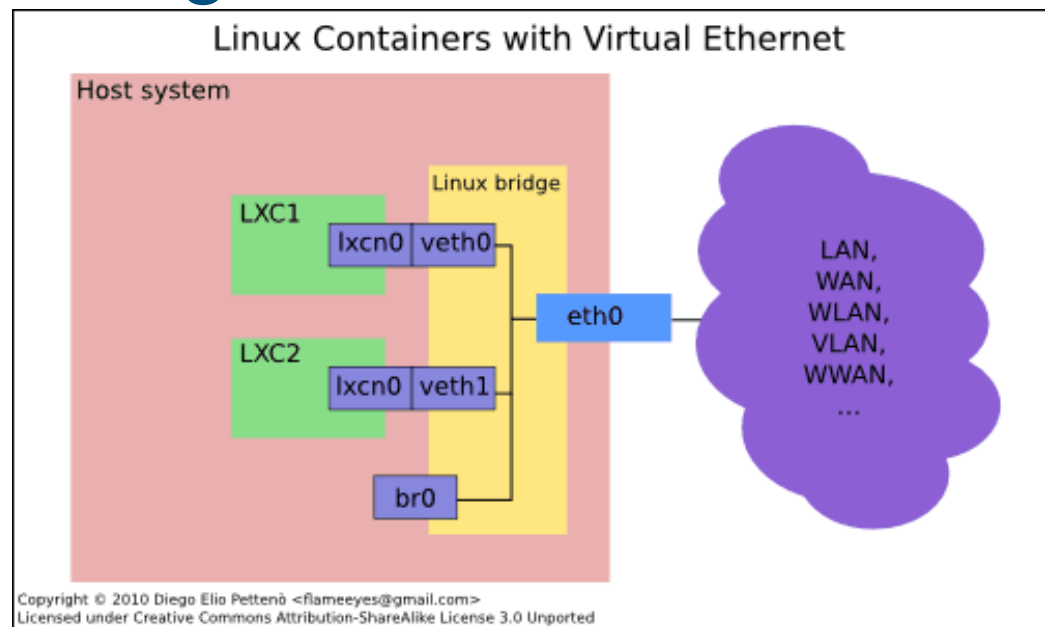 Linux Containers with Virtual Ethernet
Host system
Linux bridge
LXC1
lxcn0
veth0
LXC2
lxcn0
veth1
br0
eth0
LAN,
WAN,
WLAN,
VLAN,
WWAN,
...
Copyright © 2010 Diego Elio Pettenò <flameeyes@gmail.com>
Licensed under Creative Commons Attribution-ShareAlike License 3.0 Unported